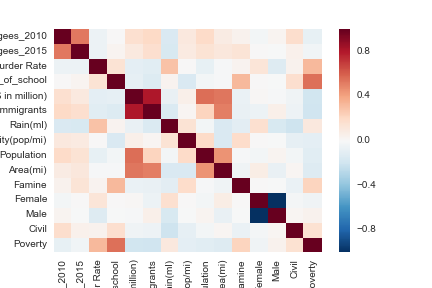 gees_2010
gees_2015
urder Rate
_of_school
$ in million)
mmigrants
Rain(ml)
ity(pop/mi)
Population
Area(mi)
Famine
Female
Male
Civil
Poverty
0.8
0.4
0.0
−0.4
−0.8
_2010
_2015
r Rate
school
illion)
grants
ain(ml)
op/mi)
ulation
ea(mi)
amine
emale
Male
Civil
overty